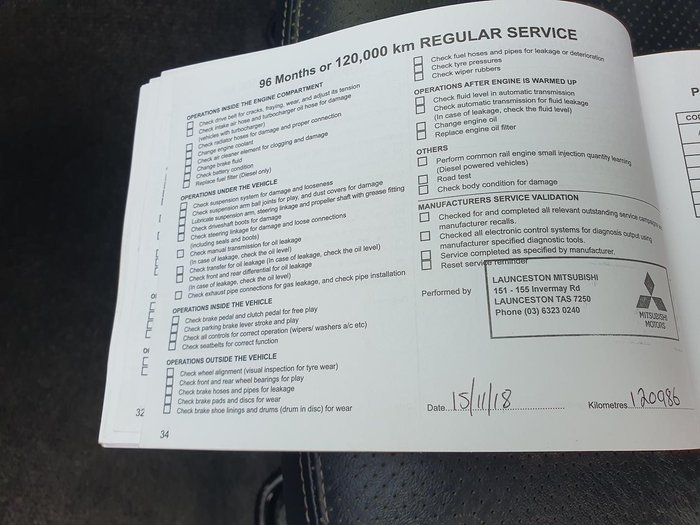 96 Months or 120,000 km REGULAR SERVICE
OPERATIONS INSIDE THE ENGINE COMPARTMENT
Check drive belt for cracks, fraying, wear, and adjust its tension
Check intake air hose and turbocharger oil hose for damage
(vehicles with turbocharger)
Check radiator hoses for damage and proper connection
Change engine coolant
Check air cleaner element for clogging and damage
Change brake fluid
Check battery condition
Replace fuel filter (Diesel only)
OPERATIONS UNDER THE VEHICLE
Check suspension system for damage and looseness
Check suspension arm ball joints for play, and dust covers for damage
Lubricate suspension arm, steering linkage and propeller shaft with grease fitting
Check driveshaft boots for damage
Check steering linkage for damage and loose connections
(including seals and boots)
Check manual transmission for oil leakage
(In case of leakage, check the oil level)
Check transfer for oil leakage (In case of leakage, check the oil level)
Check front and rear differential for oil leakage
(In case of leakage, check the oil level)
Check exhaust pipe connections for gas leakage, and check pipe installation
OPERATIONS INSIDE THE VEHICLE
Check brake pedal and clutch pedal for free play
Check parking brake lever stroke and play
Check all controls for correct operation (wipers/ washers a/c etc)
Check seatbelts for correct function
OPERATIONS OUTSIDE THE VEHICLE
Check wheel alignment (visual inspection for tyre wear)
Check front and rear wheel bearings for play
Check brake hoses and pipes for leakage
Check brake pads and discs for wear
Check brake shoe linings and drums (drum in disc) for wear
34
32
Check fuel hoses and pipes for leakage or deterioration
Check tyre pressures
Check wiper rubbers
OPERATIONS AFTER ENGINE IS WARMED UP
Check fluid level in automatic transmission
Check automatic transmission for fluid leakage
(In case of leakage, check the fluid level)
Change engine oil
Replace engine oil filter
OTHERS
Perform common rail engine small injection quantity learning
(Diesel powered vehicles)
Road test
Check body condition for damage
MANUFACTURERS SERVICE VALIDATION
Checked for and completed all relevant outstanding service campaigns
manufacturer recalls.
Checked all electronic control systems for diagnosis output using
manufacturer specified diagnostic tools.
Service completed as specified by manufacturer.
Reset service reminder
Performed by
LAUNCESTON MITSUBISHI
151 - 155 Invermay Rd
LAUNCESTON TAS 7250
Phone (03) 6323 0240
MITSUBISHI
MOTORS
Date 15/11/18
Kilometres 120986